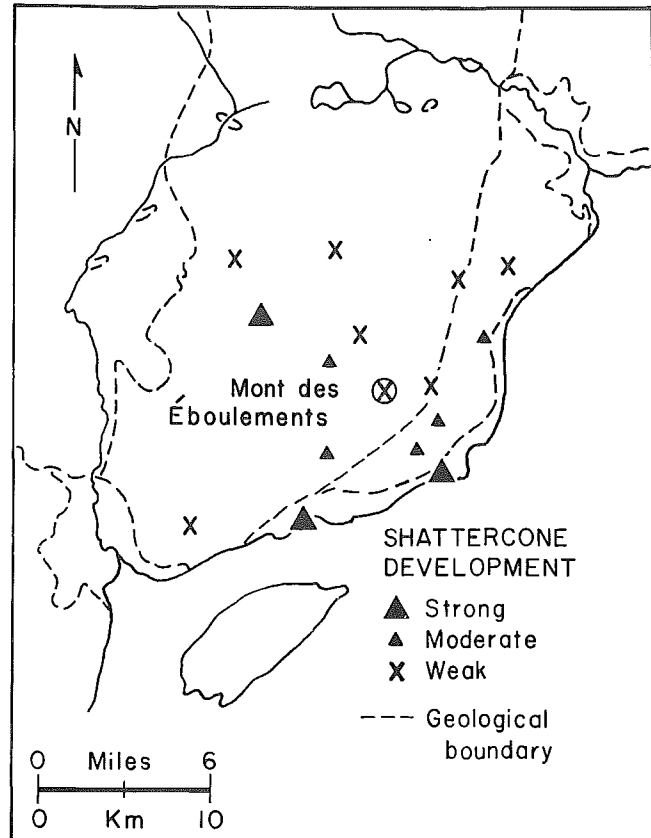 N
Mont des
Éboulements
SHATTERCONE
DEVELOPMENT
Strong
Moderate
X Weak
Geological
boundary
0 Miles 6
0 Km 10